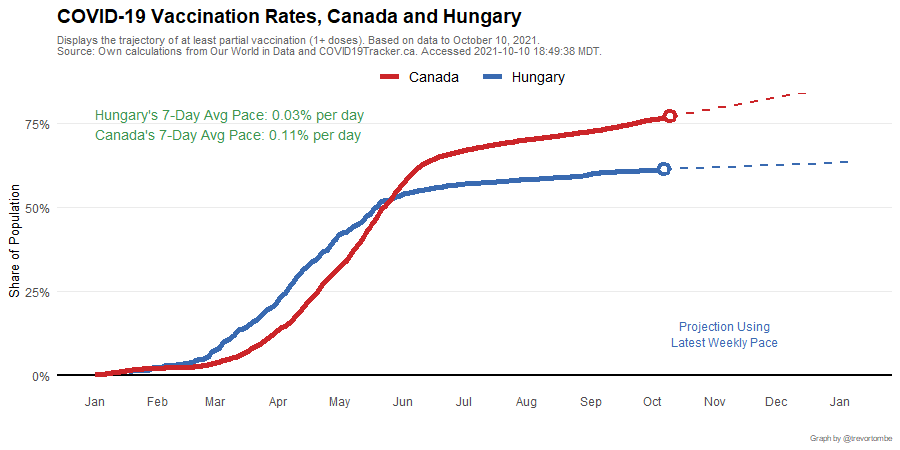 COVID-19 Vaccination Rates, Canada and Hungary
Displays the trajectory of at least partial vaccination (1+ doses). Based on data to October 10, 2021.
Source: Own calculations from Our World in Data and COVID19Tracker.ca. Accessed 2021-10-10 18:49:38 MDT.
Canada Hungary
Hungary's 7-Day Avg Pace: 0.03% per day
Canada's 7-Day Avg Pace: 0.11% per day
75%
50%
25%
0%
Share of Population
Projection Using
Latest Weekly Pace
Jan Feb Mar Apr May Jun Jul Aug Sep Oct Nov Dec Jan
Graph by @trevortombe